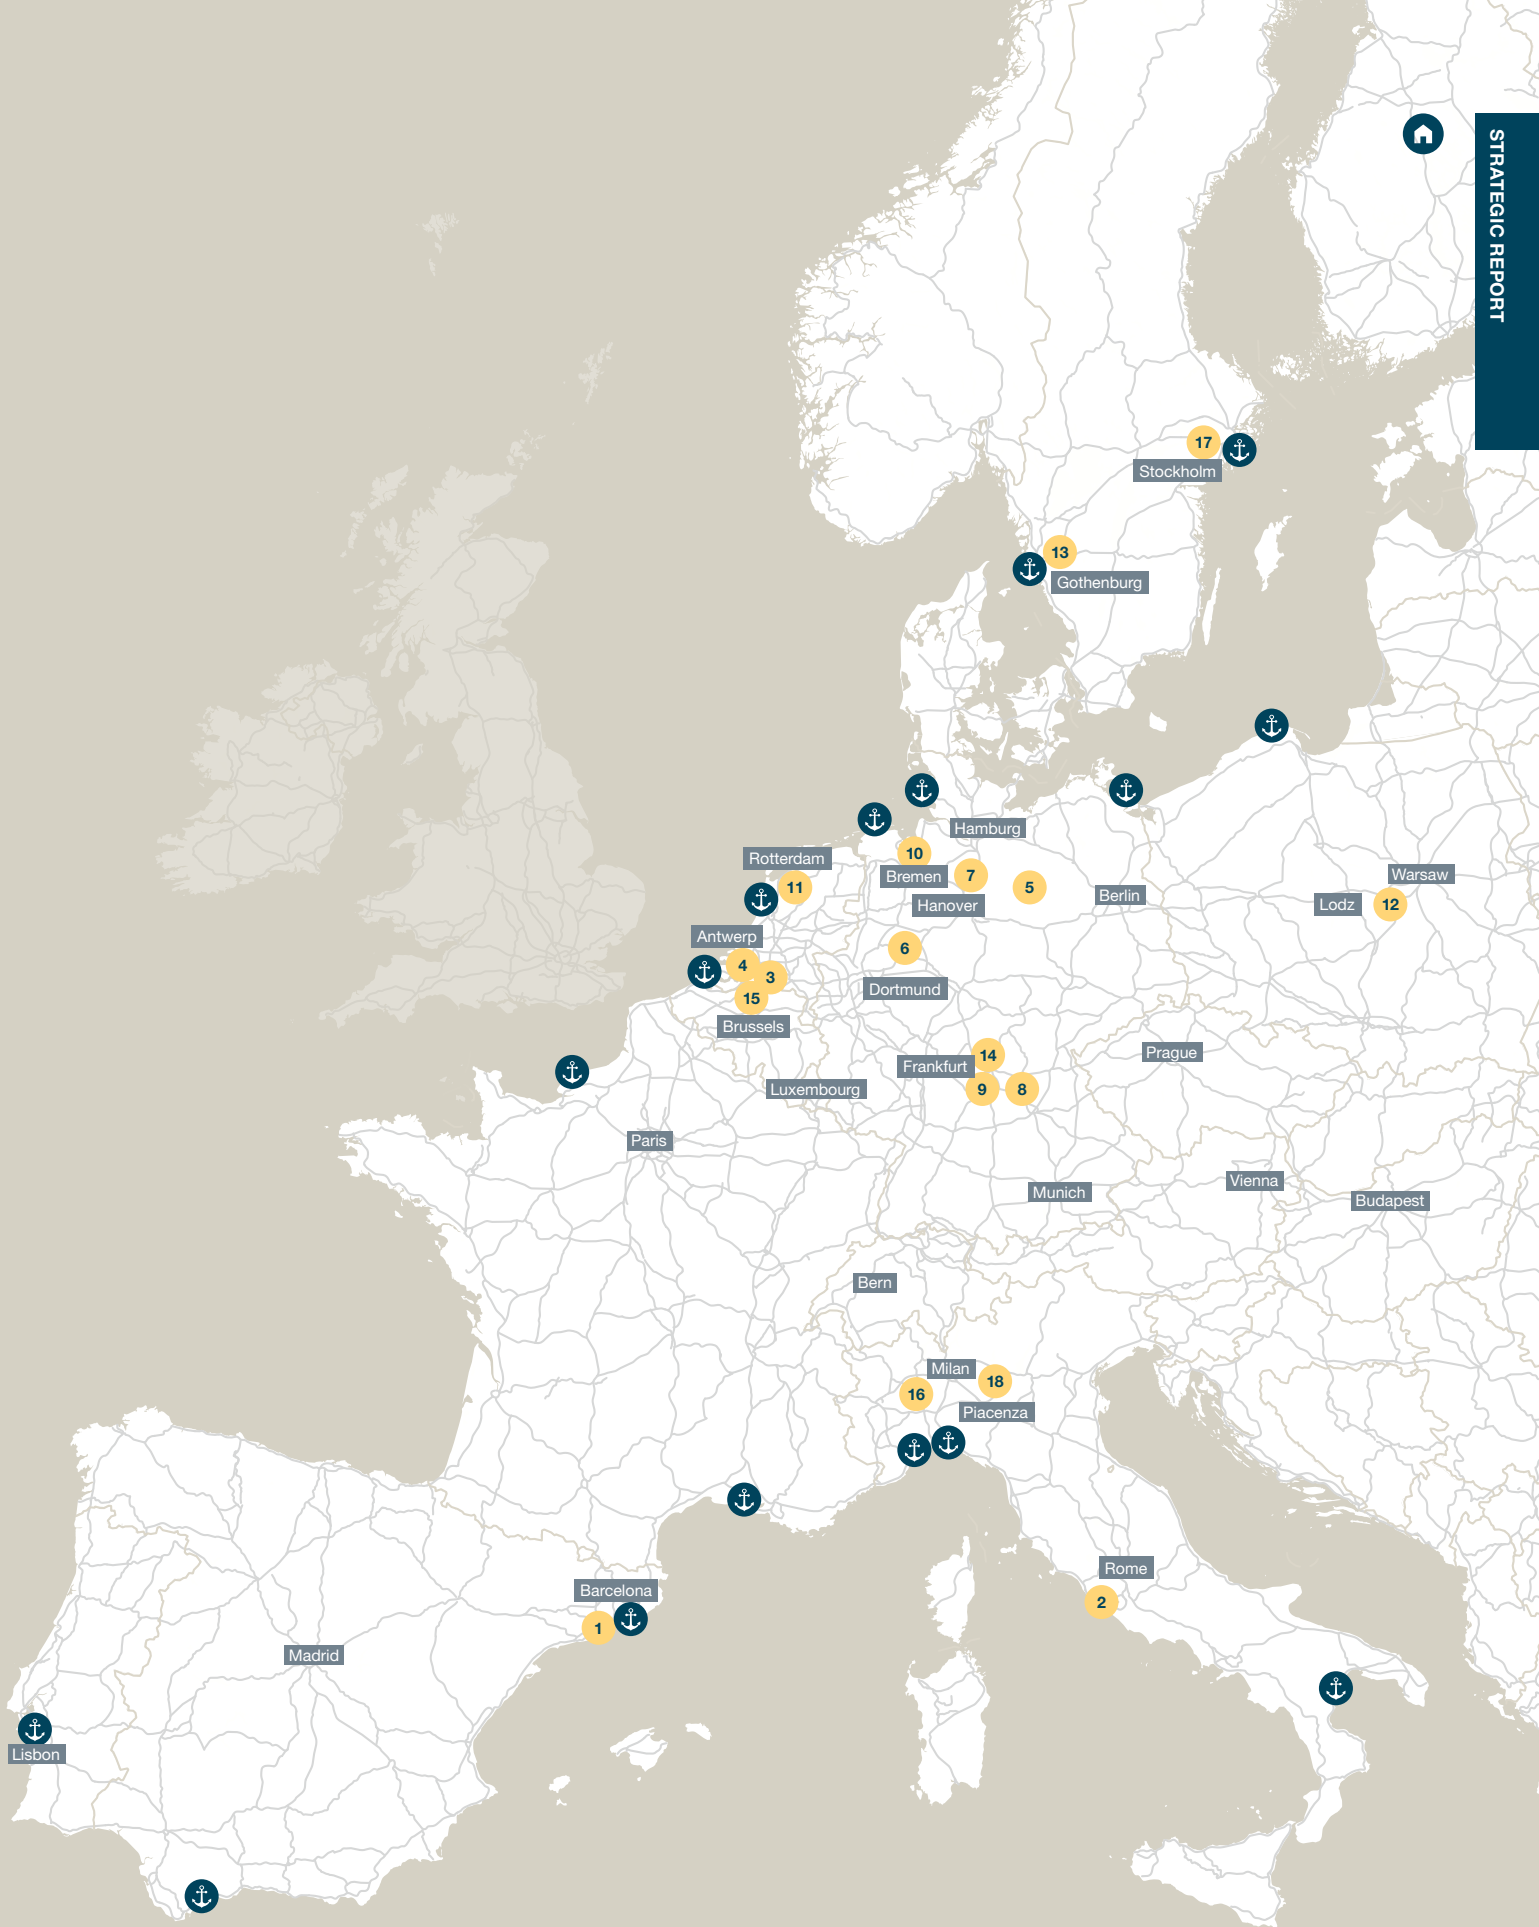 STRATEGIC REPORT
17
Stockholm
13
Gothenburg
Hamburg
10
Rotterdam
Bremen
7
5
11
Warsaw
Berlin
Hanover
Lodz
12
Antwerp
6
4
3
Dortmund
15
Brussels
14
Prague
Frankfurt
9
8
Luxembourg
Paris
Vienna
Munich
Budapest
Bern
Milan
18
16
Piacenza
Rome
Barcelona
2
1
Madrid
Lisbon